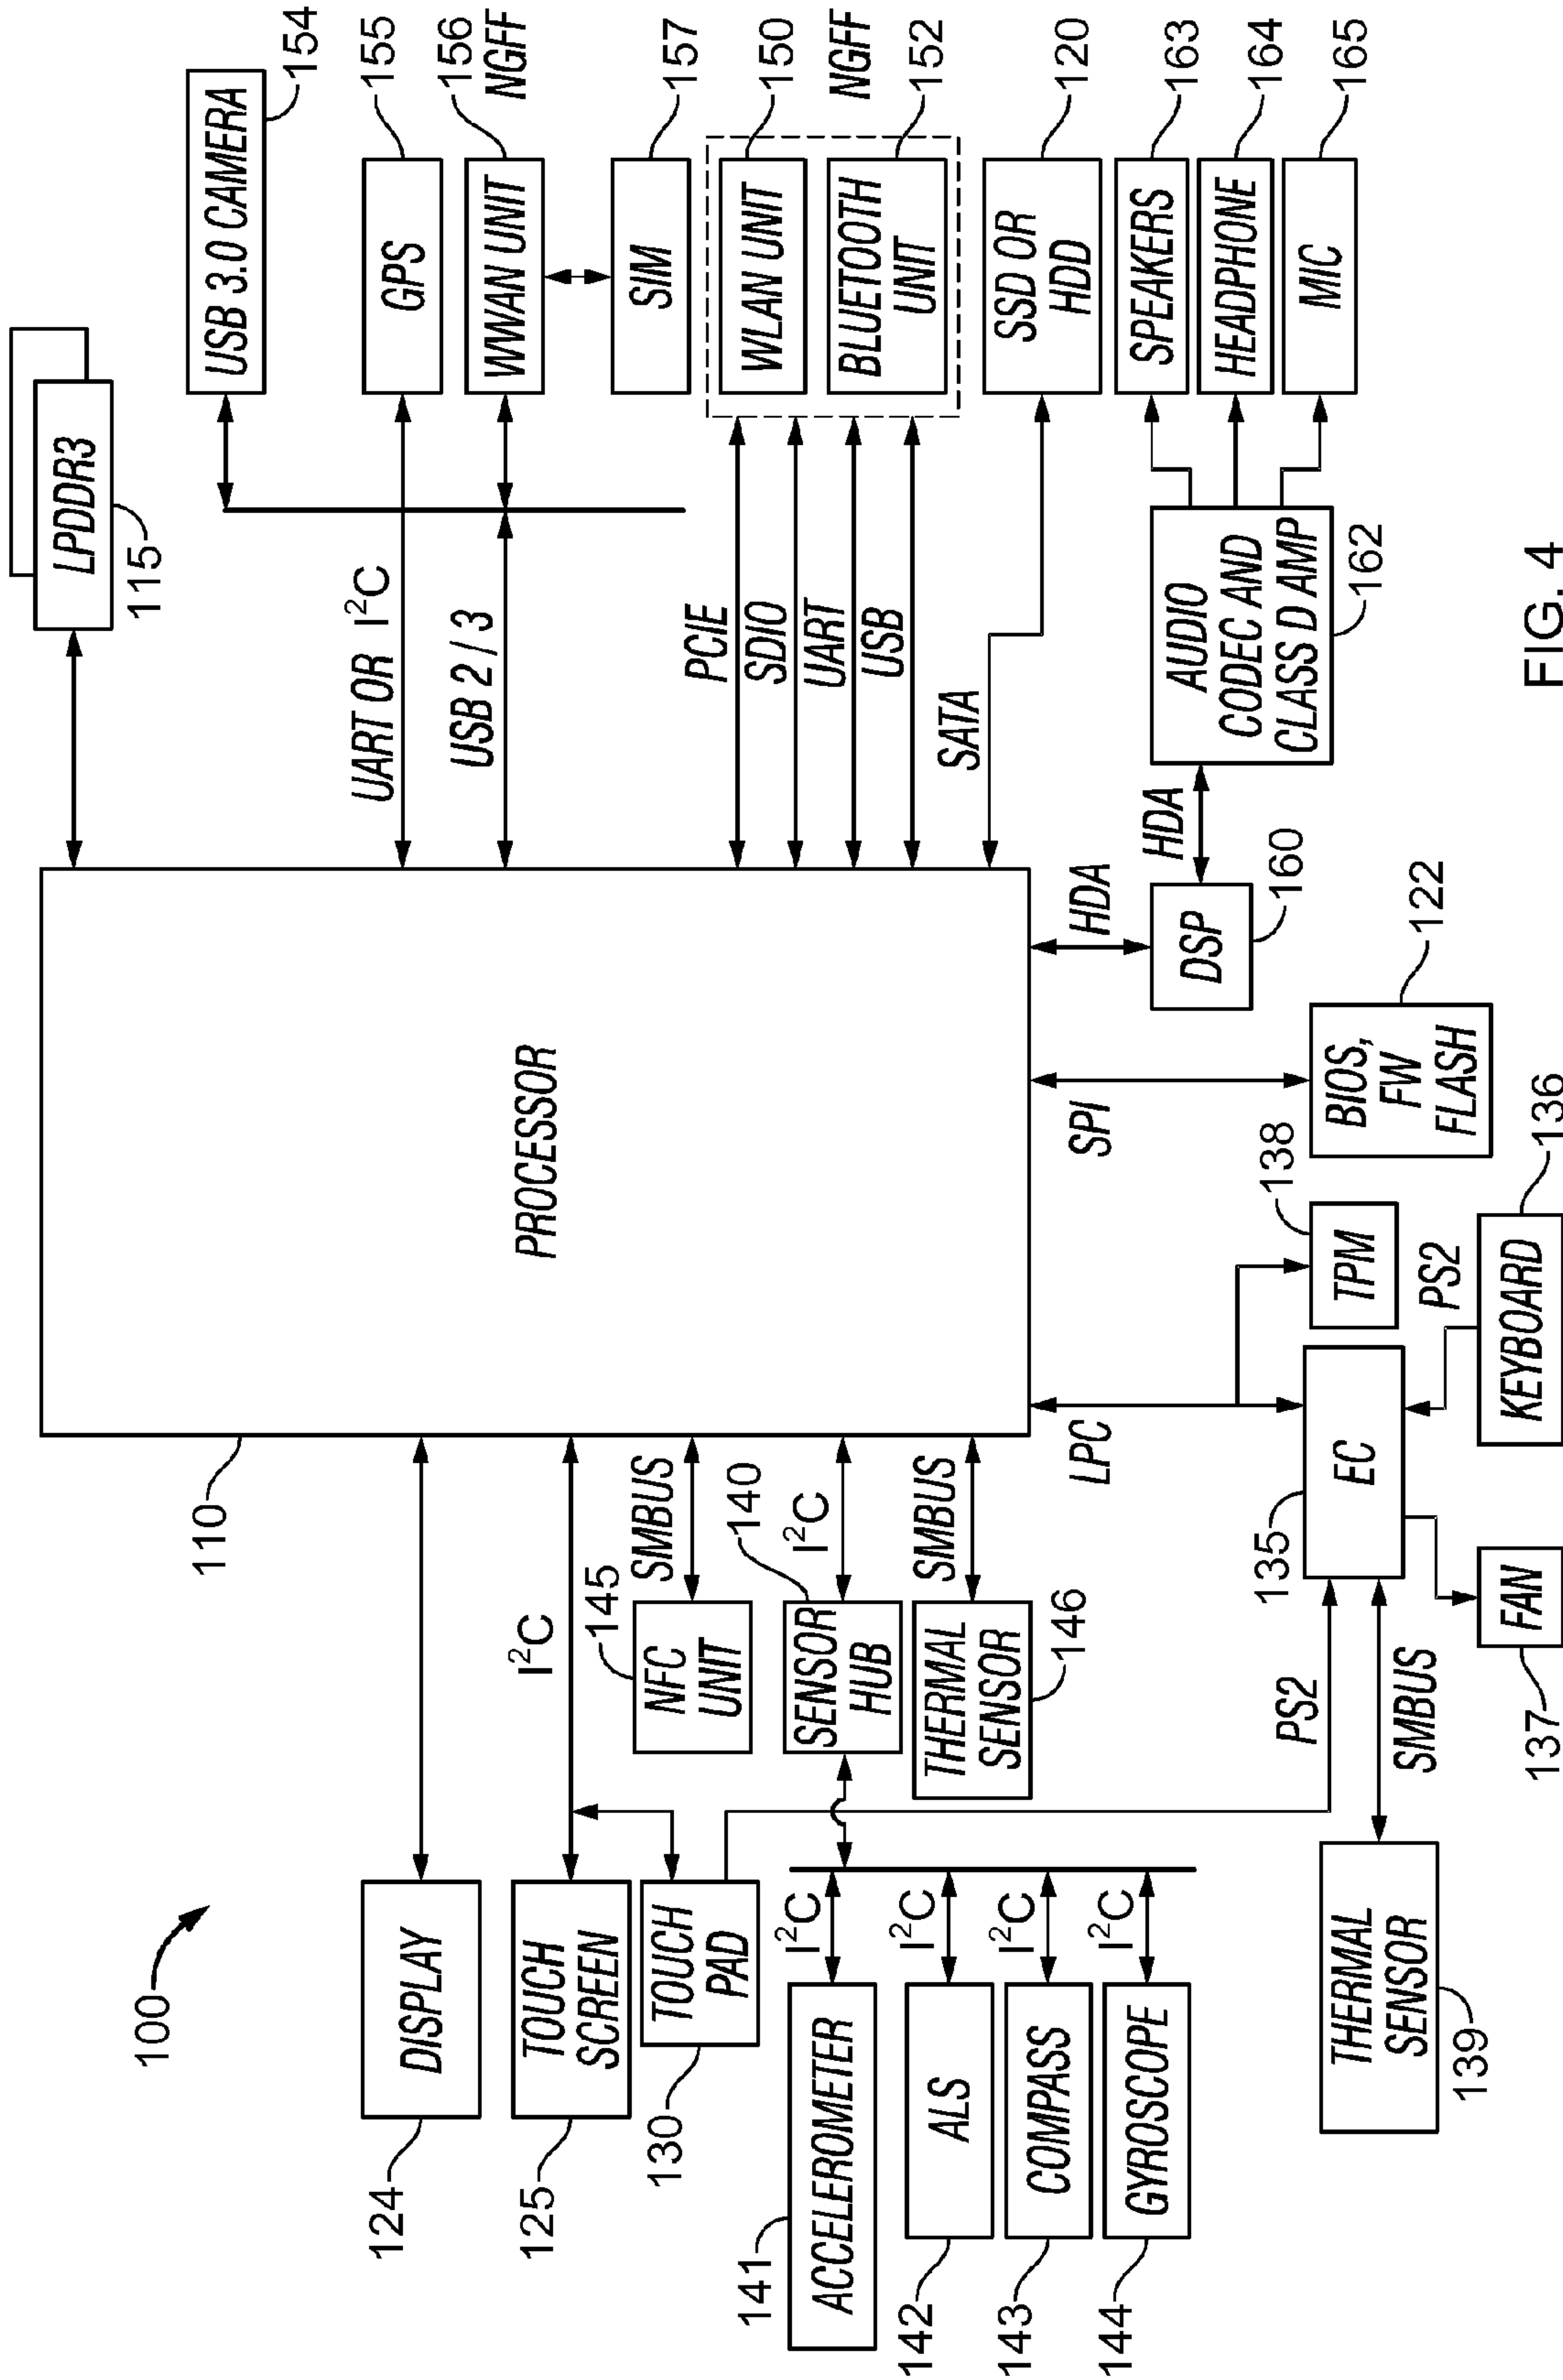 100
124
DISPLAY
125
TOUCH
SCREEN
130
TOUCH
PAD
141
ACCELEROMETER
I²C
142
ALS
I²C
143
COMPASS
I²C
144
GYROSCOPE
I²C
THERMAL
SENSOR
139
I²C
145
NFC
UNIT
SMBUS
140
SENSOR
HUB
I²C
THERMAL
SENSOR
146
SMBUS
110
PROCESSOR
LPC
PS2
SMBUS
135
EC
137
FAN
PS2
KEYBOARD
136
TPM
138
SPI
BIOS,
FW
FLASH
122
HDA
DSP
160
HDA
AUDIO
CODEC AND
CLASS D AMP
162
LPDDR3
115
UART OR I²C
USB 2 / 3
PCIE
SDIO
UART
USB
SATA
USB 3.0 CAMERA
154
GPS
155
WWAN UNIT
156
NGFF
SIM
157
WLAN UNIT
150
BLUETOOTH
UNIT
NGFF
152
SSD OR
HDD
120
SPEAKERS
163
HEADPHONE
164
MIC
165
FIG. 4